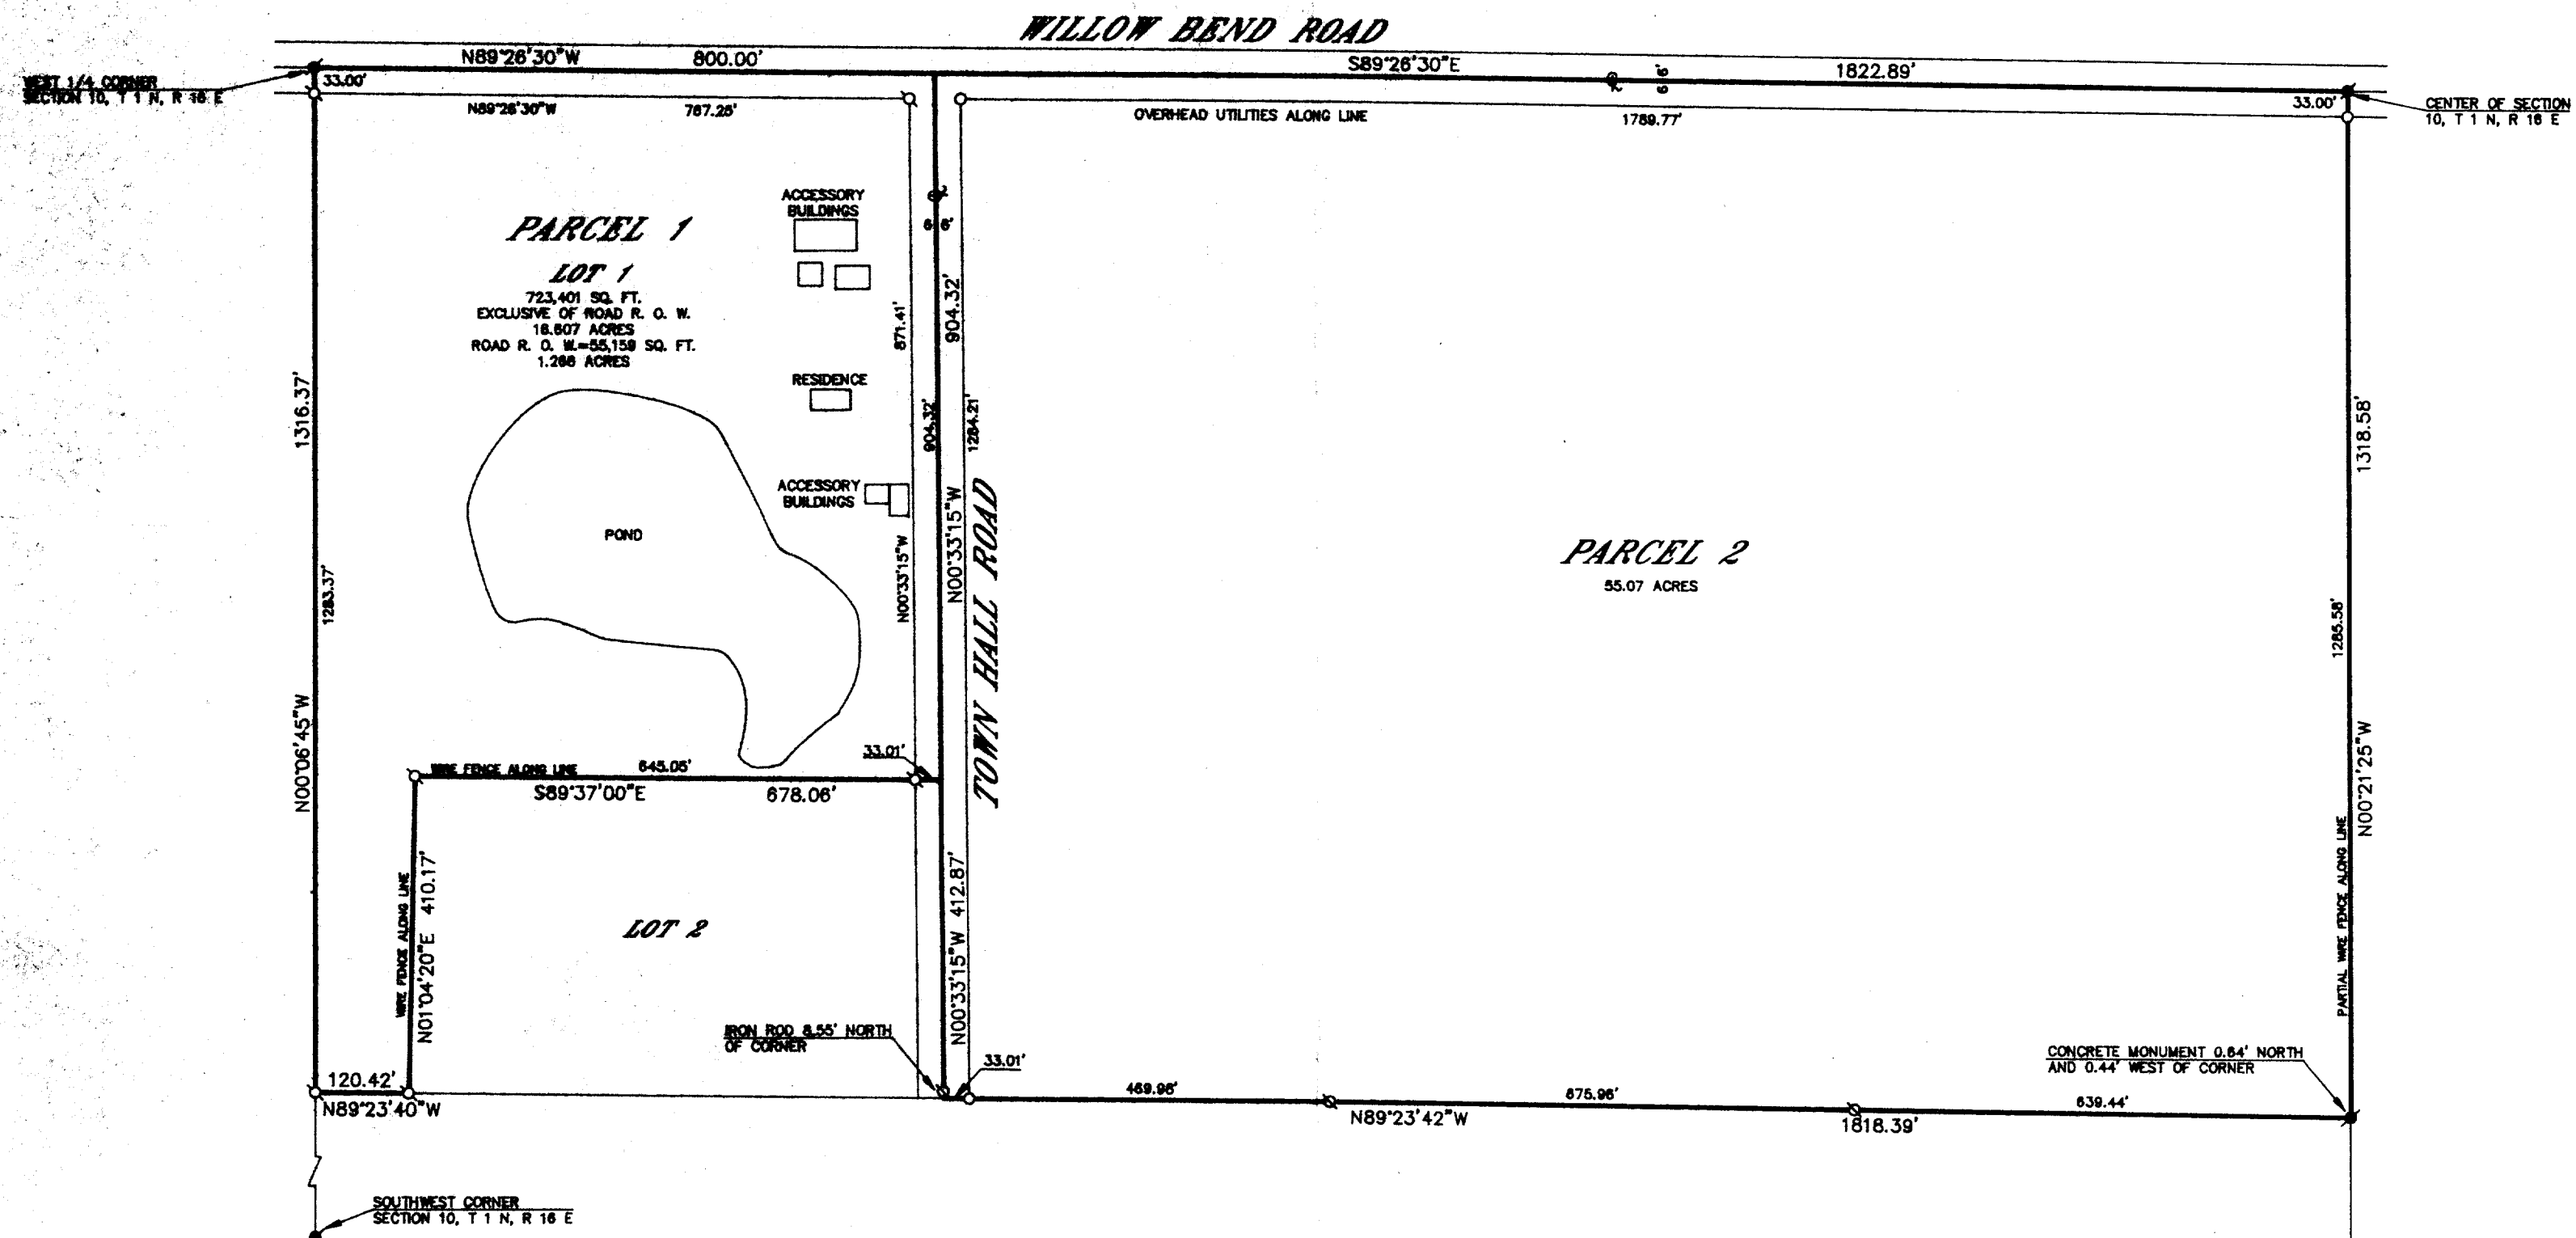 WILLOW BEND ROAD
N89°26'30"W 800.00'
S89°26'30"E
6.6'
1822.89'
WEST 1/4 CORNER
SECTION 10, T 1 N, R 16 E
33.00'
N89°26'30"W 767.25'
OVERHEAD UTILITIES ALONG LINE
1789.77'
33.00'
CENTER OF SECTION
10, T 1 N, R 16 E
ACCESSORY
BUILDINGS
PARCEL 1
LOT 1
723,401 SQ. FT.
EXCLUSIVE OF ROAD R. O. W.
16.607 ACRES
ROAD R. O. W.=55,159 SQ. FT.
1.266 ACRES
6.6'
871.41'
904.32'
RESIDENCE
1316.37'
904.32'
1284.21'
1318.58'
ACCESSORY
BUILDINGS
POND
N00°33'15"W
N00°33'15"W
TOWN HALL ROAD
PARCEL 2
55.07 ACRES
1283.37'
1285.58'
N00°06'45"W
N00°21'25"W
33.01'
WIRE FENCE ALONG LINE 645.05'
S89°37'00"E 678.06'
WIRE FENCE ALONG LINE
N01°04'20"E 410.17'
LOT 2
N00°33'15"W 412.87'
PARTIAL WIRE FENCE ALONG LINE
IRON ROD 8.55' NORTH
OF CORNER
33.01'
CONCRETE MONUMENT 0.64' NORTH
AND 0.44' WEST OF CORNER
120.42'
N89°23'40"W
469.96'
N89°23'42"W
675.96'
1818.39'
639.44'
SOUTHWEST CORNER
SECTION 10, T 1 N, R 16 E